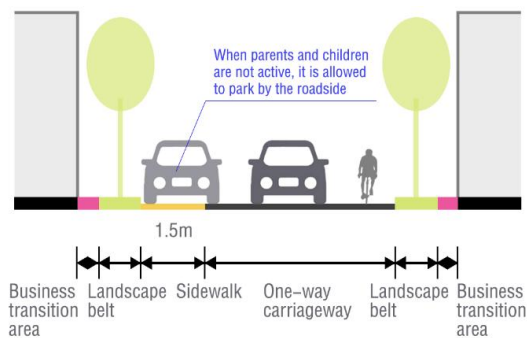 When parents and children
are not active, it is allowed
to park by the roadside
1.5m
Business transition area
Landscape belt
Sidewalk
One-way carriageway
Landscape belt
Business transition area